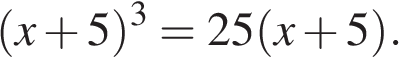 (x + 5)³ = 25(x + 5).